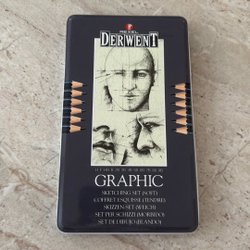 REXEL
DERWENT
GRAPHIC
SKETCHING SET (SOFT)
COFFRET ESQUISSE (TENDRE)
SKIZZEN-SET (WEICH)
SET PER SCHIZZI (MORBIDO)
SET DE DIBUJO (BLANDO)